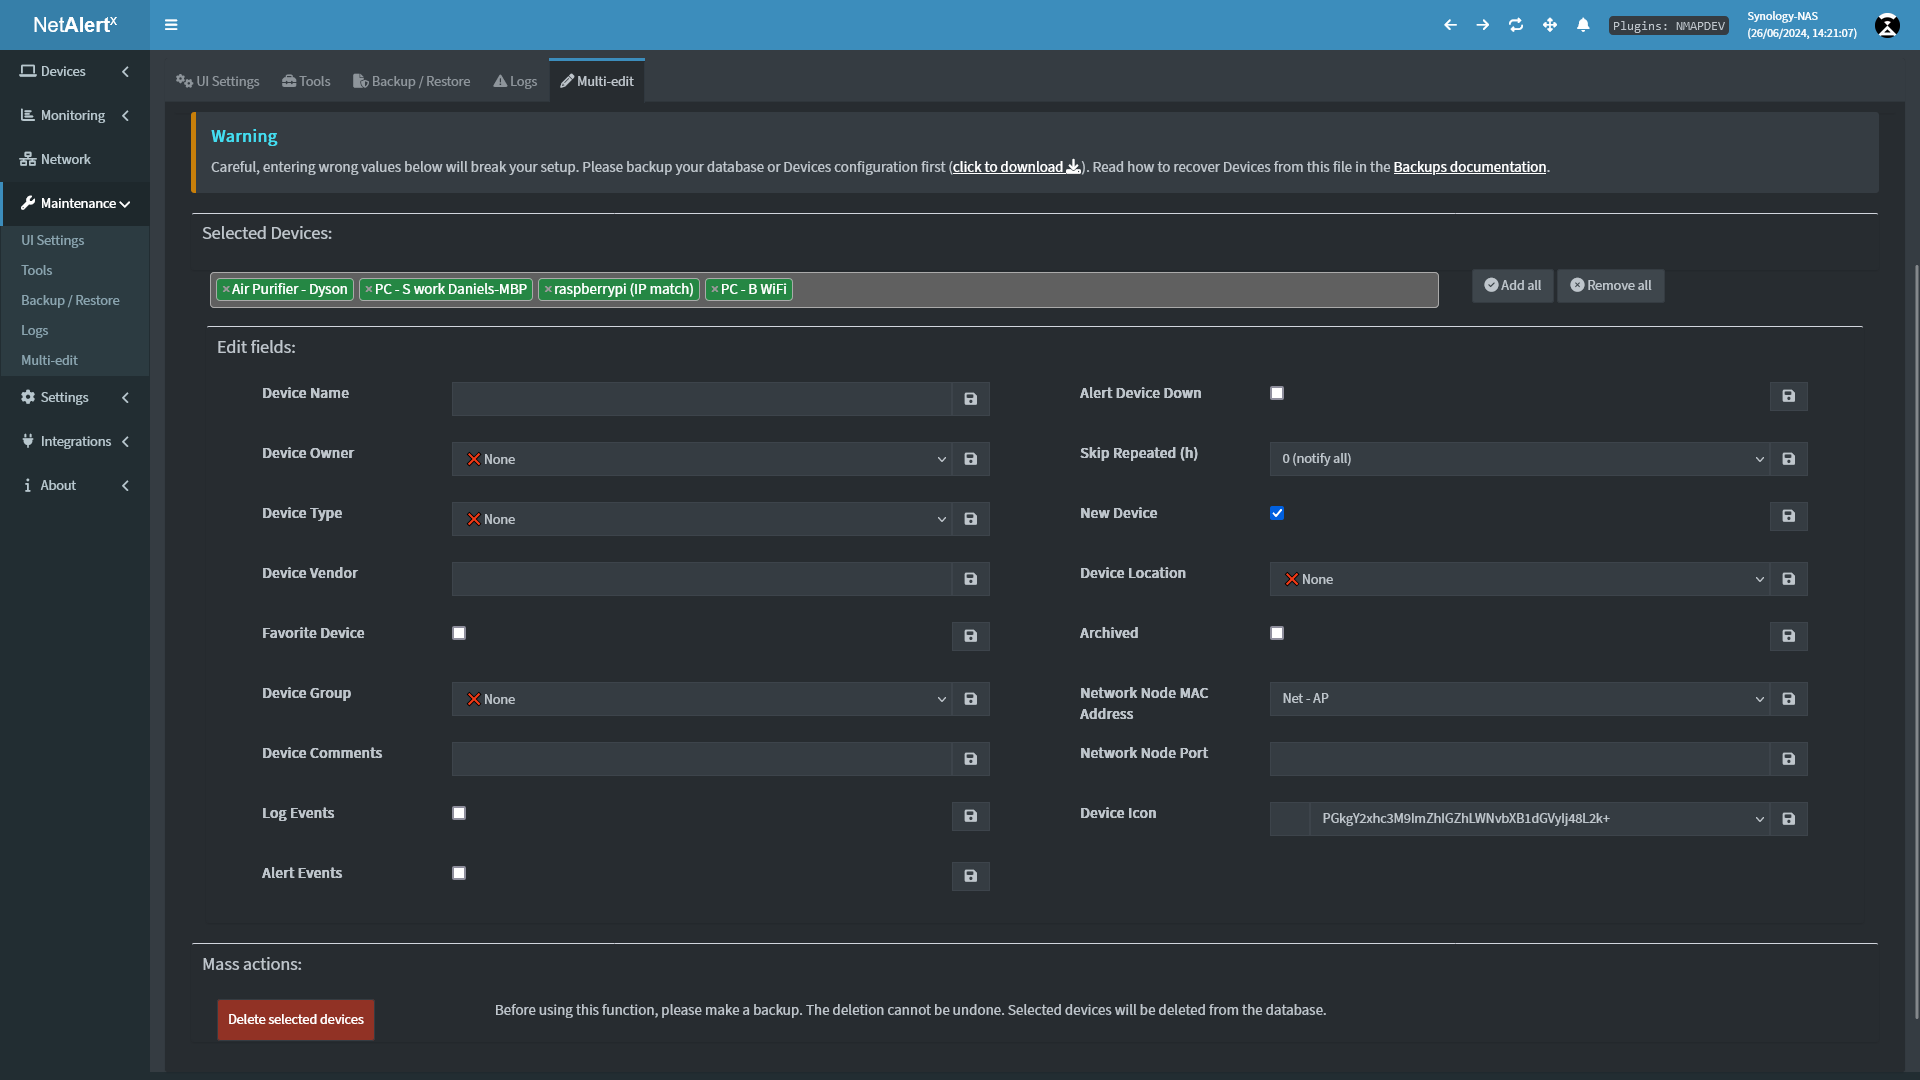 NetAlertx
Plugins: NMAPDEV
Synology-NAS
(26/06/2024, 14:21:07)
Devices
Monitoring
Network
Maintenance
UI Settings
Tools
Backup / Restore
Logs
Multi-edit
Settings
Integrations
About
UI Settings
Tools
Backup / Restore
Logs
Multi-edit
Warning
Careful, entering wrong values below will break your setup. Please backup your database or Devices configuration first (click to download ). Read how to recover Devices from this file in the Backups documentation.
Selected Devices:
×Air Purifier - Dyson ×PC - S work Daniels-MBP ×raspberrypi (IP match) ×PC - B WiFi
Add all
Remove all
Edit fields:
Device Name
Device Owner
None
Device Type
None
Device Vendor
Favorite Device
Device Group
None
Device Comments
Log Events
Alert Events
Alert Device Down
Skip Repeated (h)
0 (notify all)
New Device
Device Location
None
Archived
Network Node MAC
Address
Net - AP
Network Node Port
Device Icon
PGkgY2xhc3M9ImZhIGZhLWNvbXB1dGVyIj48L2k+
Mass actions:
Delete selected devices
Before using this function, please make a backup. The deletion cannot be undone. Selected devices will be deleted from the database.